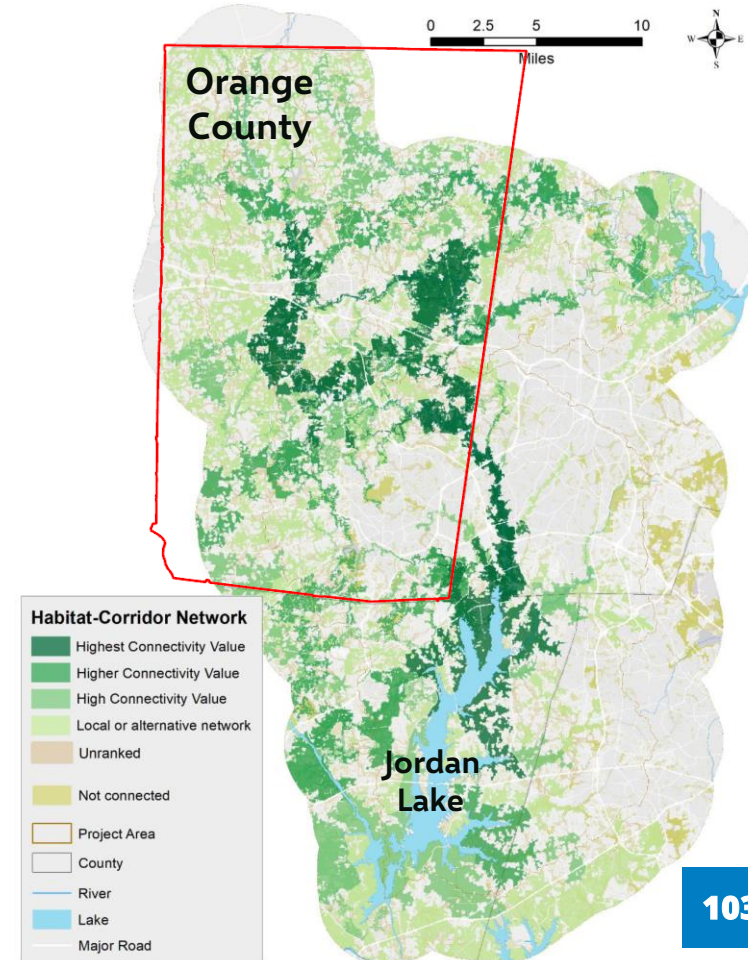 0 2.5 5 10
Miles
N
W E
S
Orange
County
Jordan
Lake
Habitat-Corridor Network
Highest Connectivity Value
Higher Connectivity Value
High Connectivity Value
Local or alternative network
Unranked
Not connected
Project Area
County
River
Lake
Major Road
103